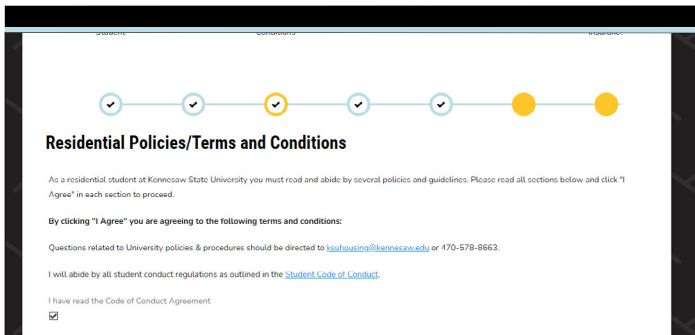 Student Conditions Insurance
Residential Policies/Terms and Conditions
As a residential student at Kennesaw State University you must read and abide by several policies and guidelines. Please read all sections below and click "I
Agree" in each section to proceed.
By clicking "I Agree" you are agreeing to the following terms and conditions:
Questions related to University policies & procedures should be directed to ksuhousing@kennesaw.edu or 470-578-8663.
I will abide by all student conduct regulations as outlined in the Student Code of Conduct.
I have read the Code of Conduct Agreement